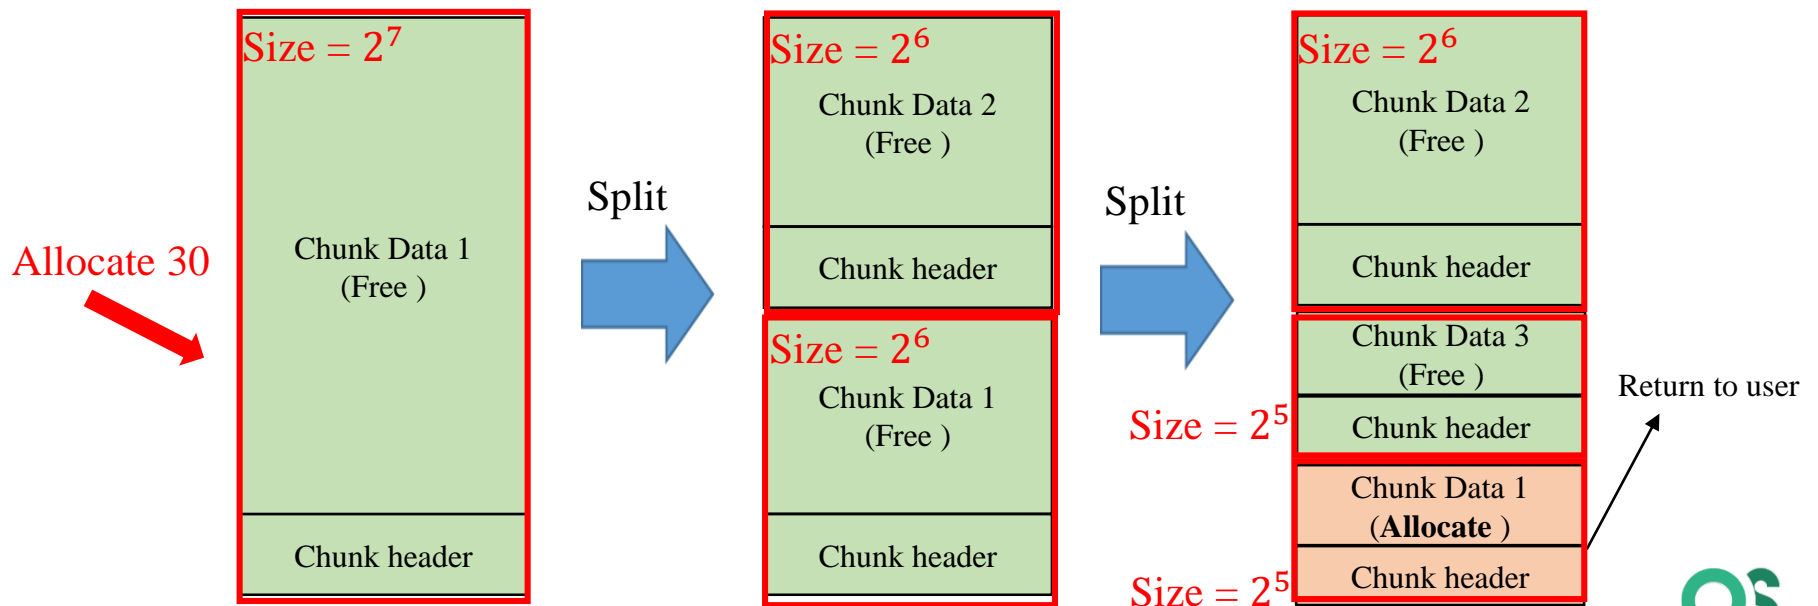 Allocate 30
Size = 2⁷
Chunk Data 1
(Free )
Chunk header
Split
Size = 2⁶
Chunk Data 2
(Free )
Chunk header
Size = 2⁶
Chunk Data 1
(Free )
Chunk header
Split
Size = 2⁶
Chunk Data 2
(Free )
Chunk header
Chunk Data 3
(Free )
Size = 2⁵
Chunk header
Chunk Data 1
(Allocate )
Size = 2⁵
Chunk header
Return to user